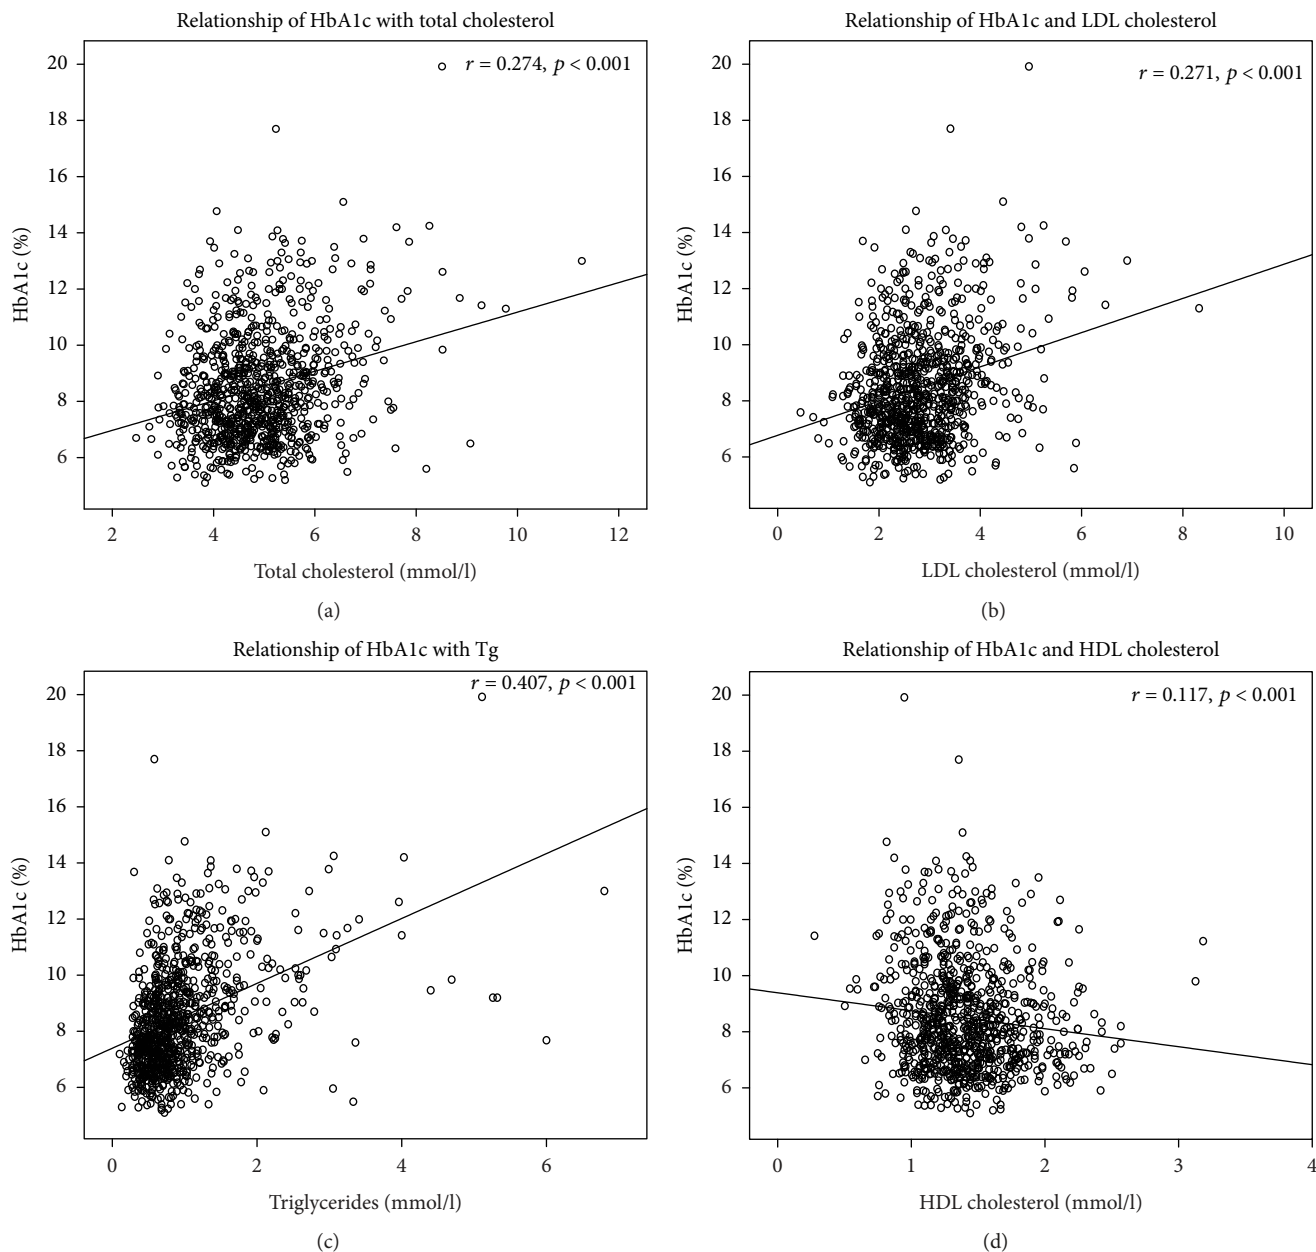 Relationship of HbA1c with total cholesterol
r = 0.274, p < 0.001
20
18
16
14
12
10
8
6
HbA1c (%)
2 4 6 8 10 12
Total cholesterol (mmol/l)
(a)
Relationship of HbA1c and LDL cholesterol
r = 0.271, p < 0.001
20
18
16
14
12
10
8
6
HbA1c (%)
0 2 4 6 8 10
LDL cholesterol (mmol/l)
(b)
Relationship of HbA1c with Tg
r = 0.407, p < 0.001
20
18
16
14
12
10
8
6
HbA1c (%)
0 2 4 6
Triglycerides (mmol/l)
(c)
Relationship of HbA1c and HDL cholesterol
r = 0.117, p < 0.001
20
18
16
14
12
10
8
6
HbA1c (%)
0 1 2 3 4
HDL cholesterol (mmol/l)
(d)